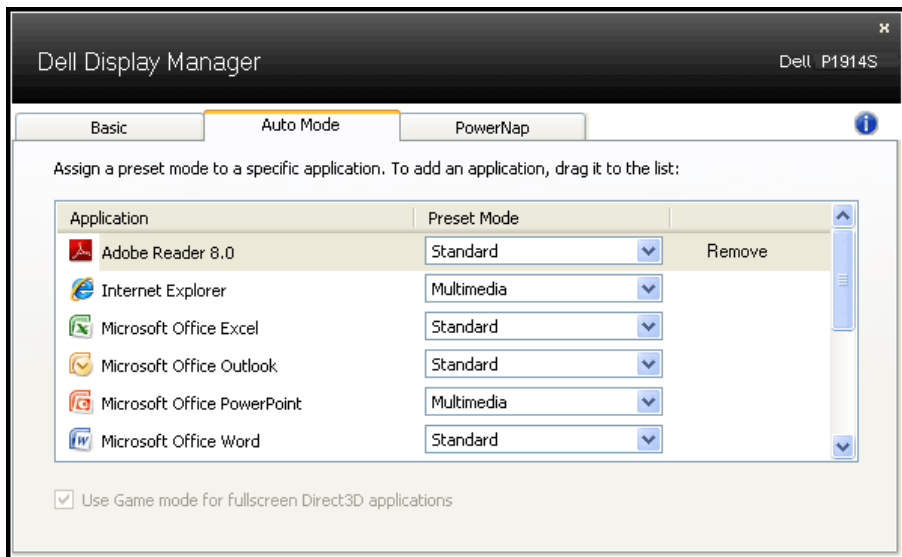 Dell Display Manager
Dell P1914S
Basic
Auto Mode
PowerNap
Assign a preset mode to a specific application. To add an application, drag it to the list:
Application Preset Mode
Adobe Reader 8.0 Standard Remove
Internet Explorer Multimedia
Microsoft Office Excel Standard
Microsoft Office Outlook Standard
Microsoft Office PowerPoint Multimedia
Microsoft Office Word Standard
Use Game mode for fullscreen Direct3D applications